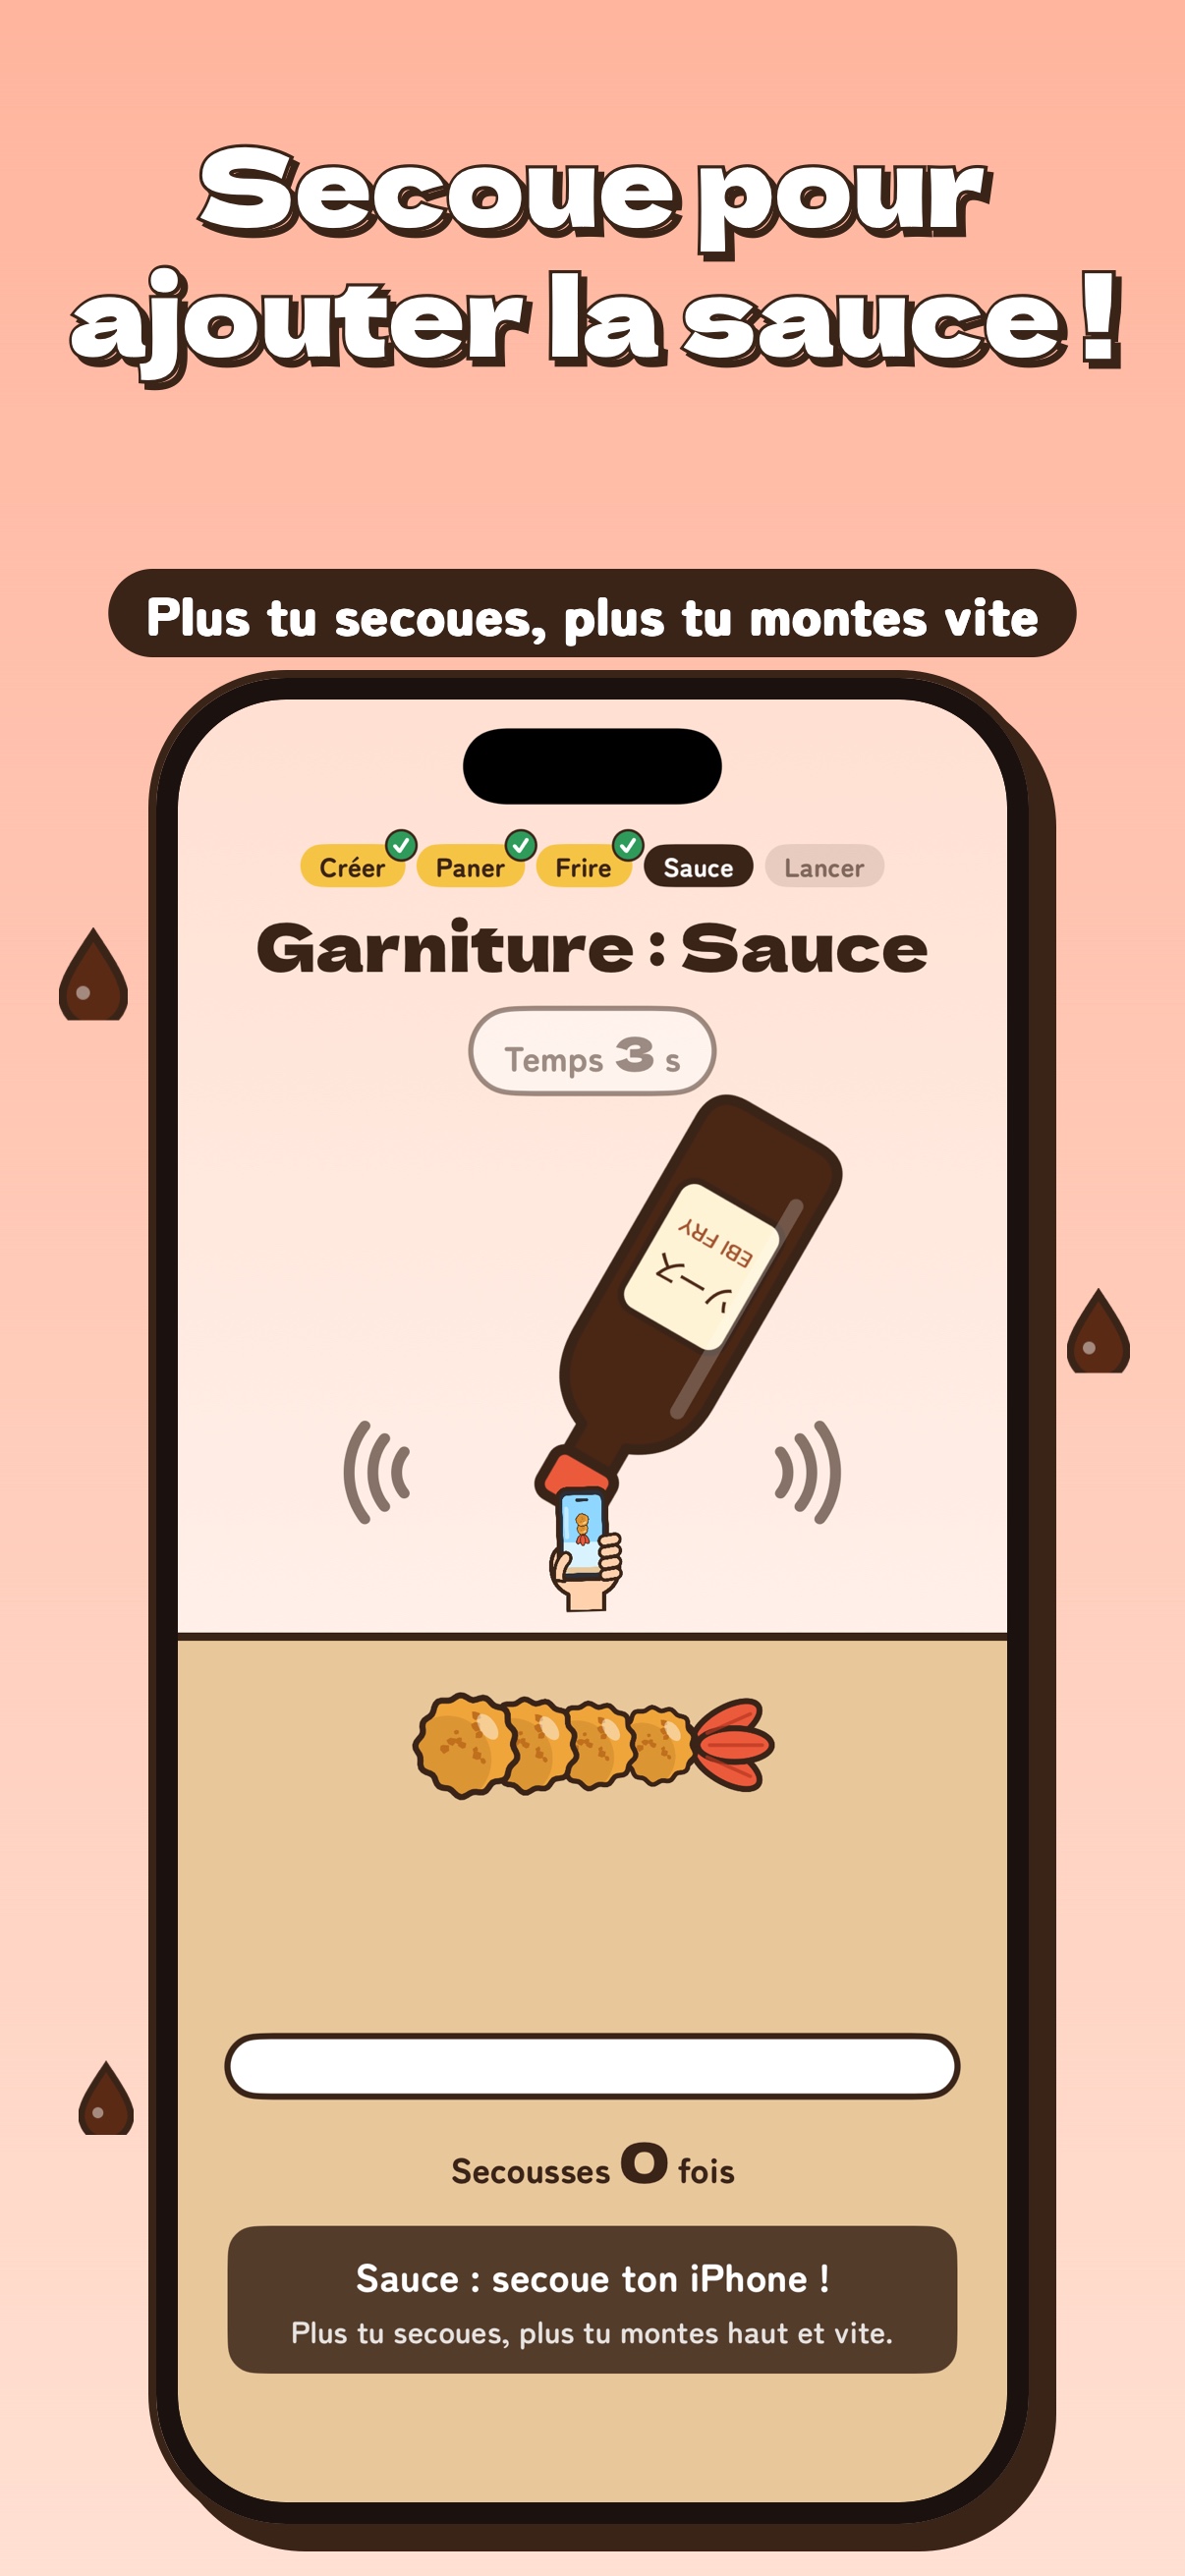 Secoue pour
ajouter la sauce !
Plus tu secoues, plus tu montes vite
Créer Paner Frire Sauce Lancer
Garniture : Sauce
Temps 3 s
ソース
EBI FRY
Secousses 0 fois
Sauce : secoue ton iPhone !
Plus tu secoues, plus tu montes haut et vite.